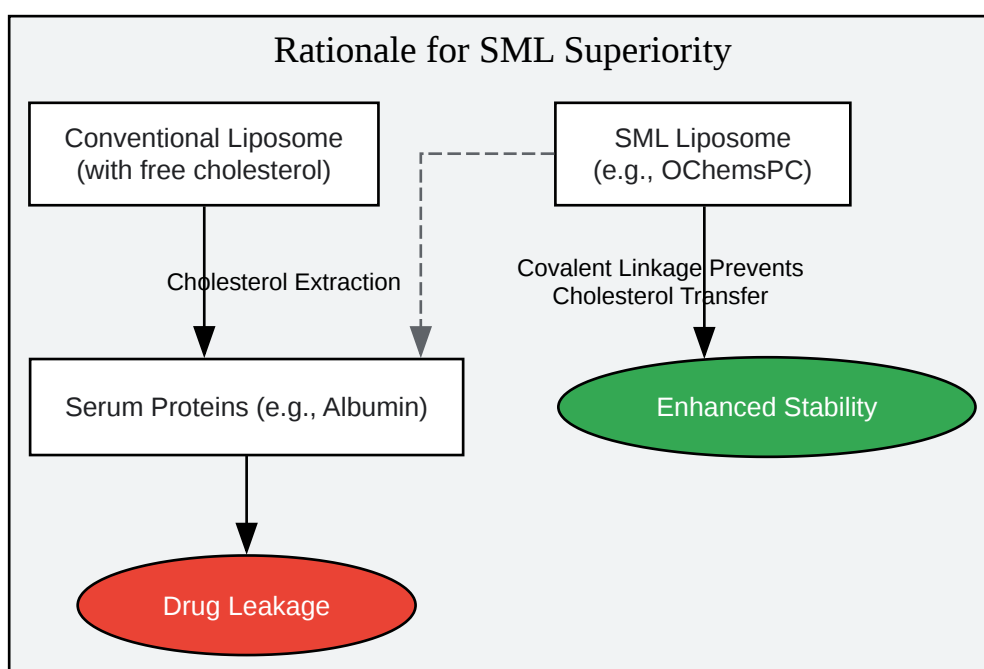 Rationale for SML Superiority
Conventional Liposome
(with free cholesterol)
SML Liposome
(e.g., OChemsPC)
Cholesterol Extraction
Covalent Linkage Prevents
Cholesterol Transfer
Serum Proteins (e.g., Albumin)
Enhanced Stability
Drug Leakage